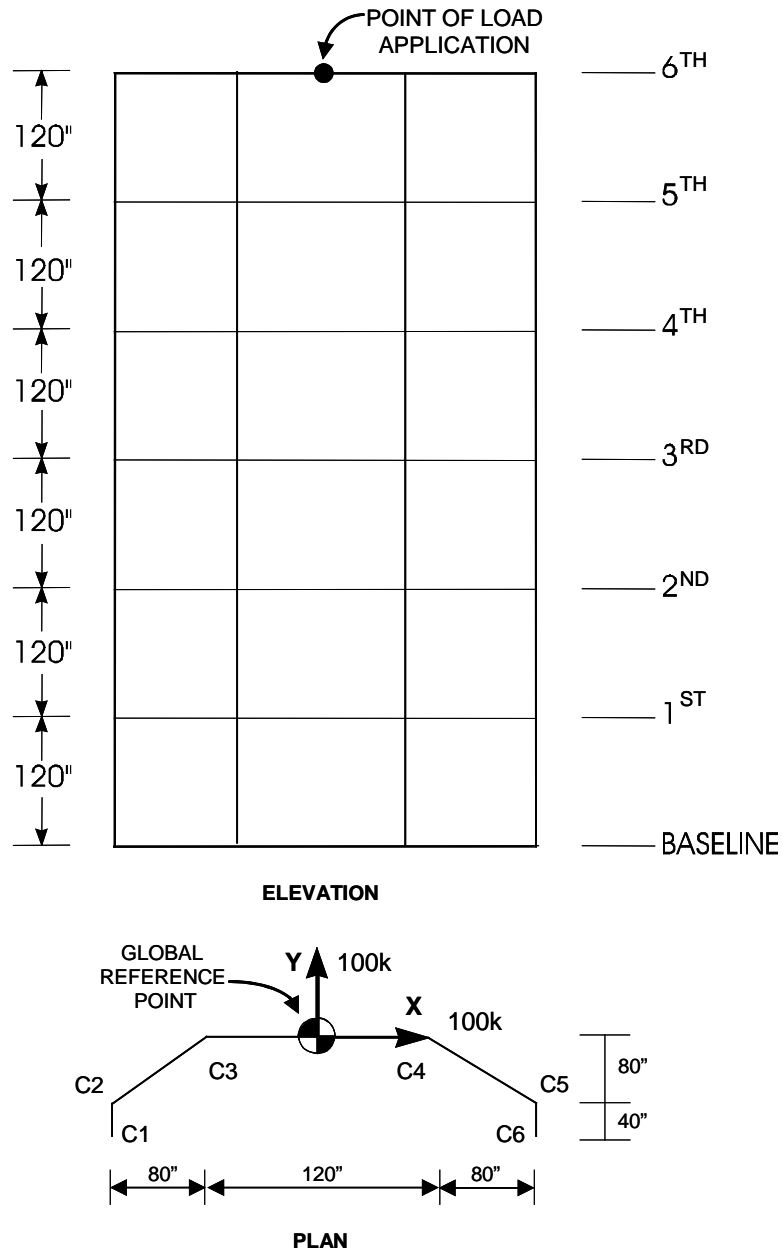 POINT OF LOAD
APPLICATION
6TH
120"
5TH
120"
4TH
120"
3RD
120"
2ND
120"
1ST
120"
BASELINE
ELEVATION
GLOBAL
REFERENCE
POINT
Y
100k
X
100k
C2
C3
C4
C5
80”
C1
C6
40”
80”
120”
80”
PLAN